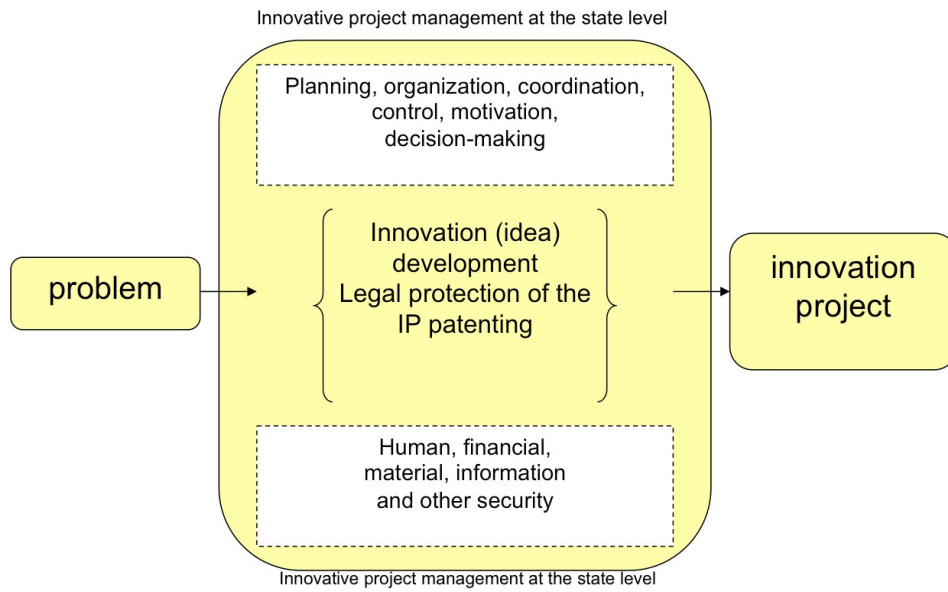 Innovative project management at the state level
Planning, organization, coordination,
control, motivation,
decision-making
problem
Innovation (idea)
development
Legal protection of the
IP patenting
innovation
project
Human, financial,
material, information
and other security
Innovative project management at the state level